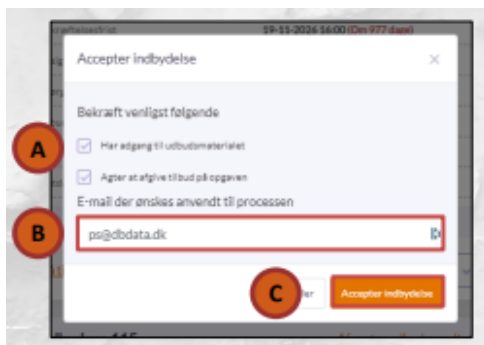 19-11-2026 16:00 (Om 977 dage)
Accepter indbydelse
Bekræft venligst følgende
A
Har adgang til udbudsmaterialet
Agter at afgive tilbud på opgaven
E-mail der ønskes anvendt til processen
B
ps@dbdata.dk
C
Accepter indbydelse